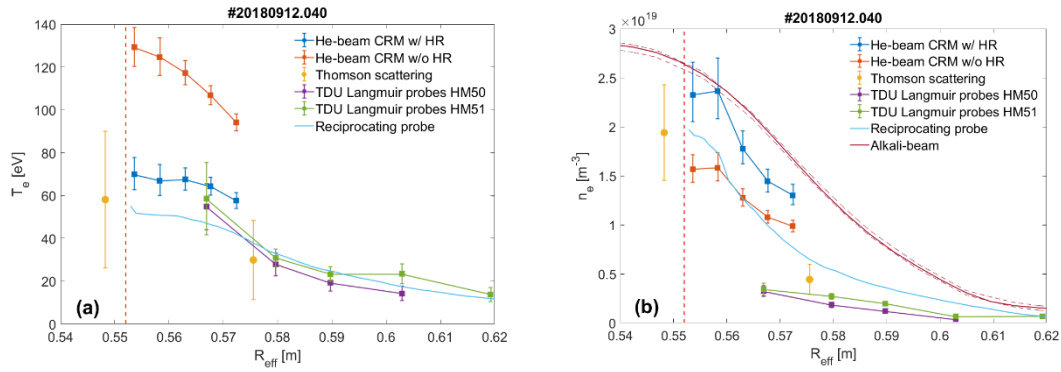 #20180912.040
140
120
100
80
60
40
20
0
T_e [eV]
He-beam CRM w/ HR
He-beam CRM w/o HR
Thomson scattering
TDU Langmuir probes HM50
TDU Langmuir probes HM51
Reciprocating probe
(a)
0.54 0.55 0.56 0.57 0.58 0.59 0.6 0.61 0.62
R_eff [m]
×10^19
#20180912.040
3
2.5
2
1.5
1
0.5
0
n_e [m^-3]
He-beam CRM w/ HR
He-beam CRM w/o HR
Thomson scattering
TDU Langmuir probes HM50
TDU Langmuir probes HM51
Reciprocating probe
Alkali-beam
(b)
0.54 0.55 0.56 0.57 0.58 0.59 0.6 0.61 0.62
R_eff [m]